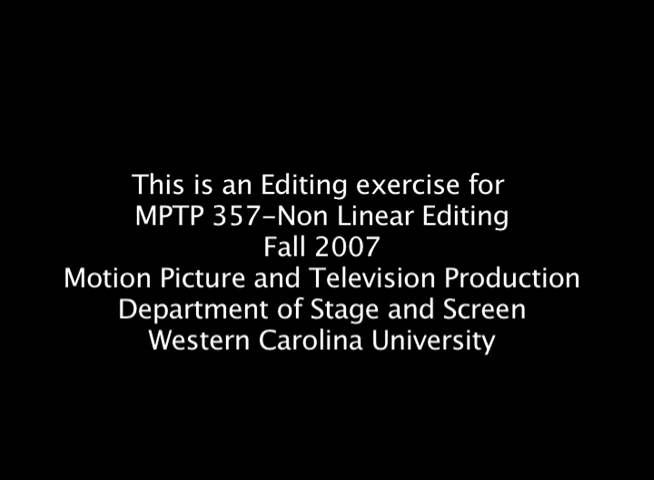 This is an Editing exercise for
MPTP 357-Non Linear Editing
Fall 2007
Motion Picture and Television Production
Department of Stage and Screen
Western Carolina University